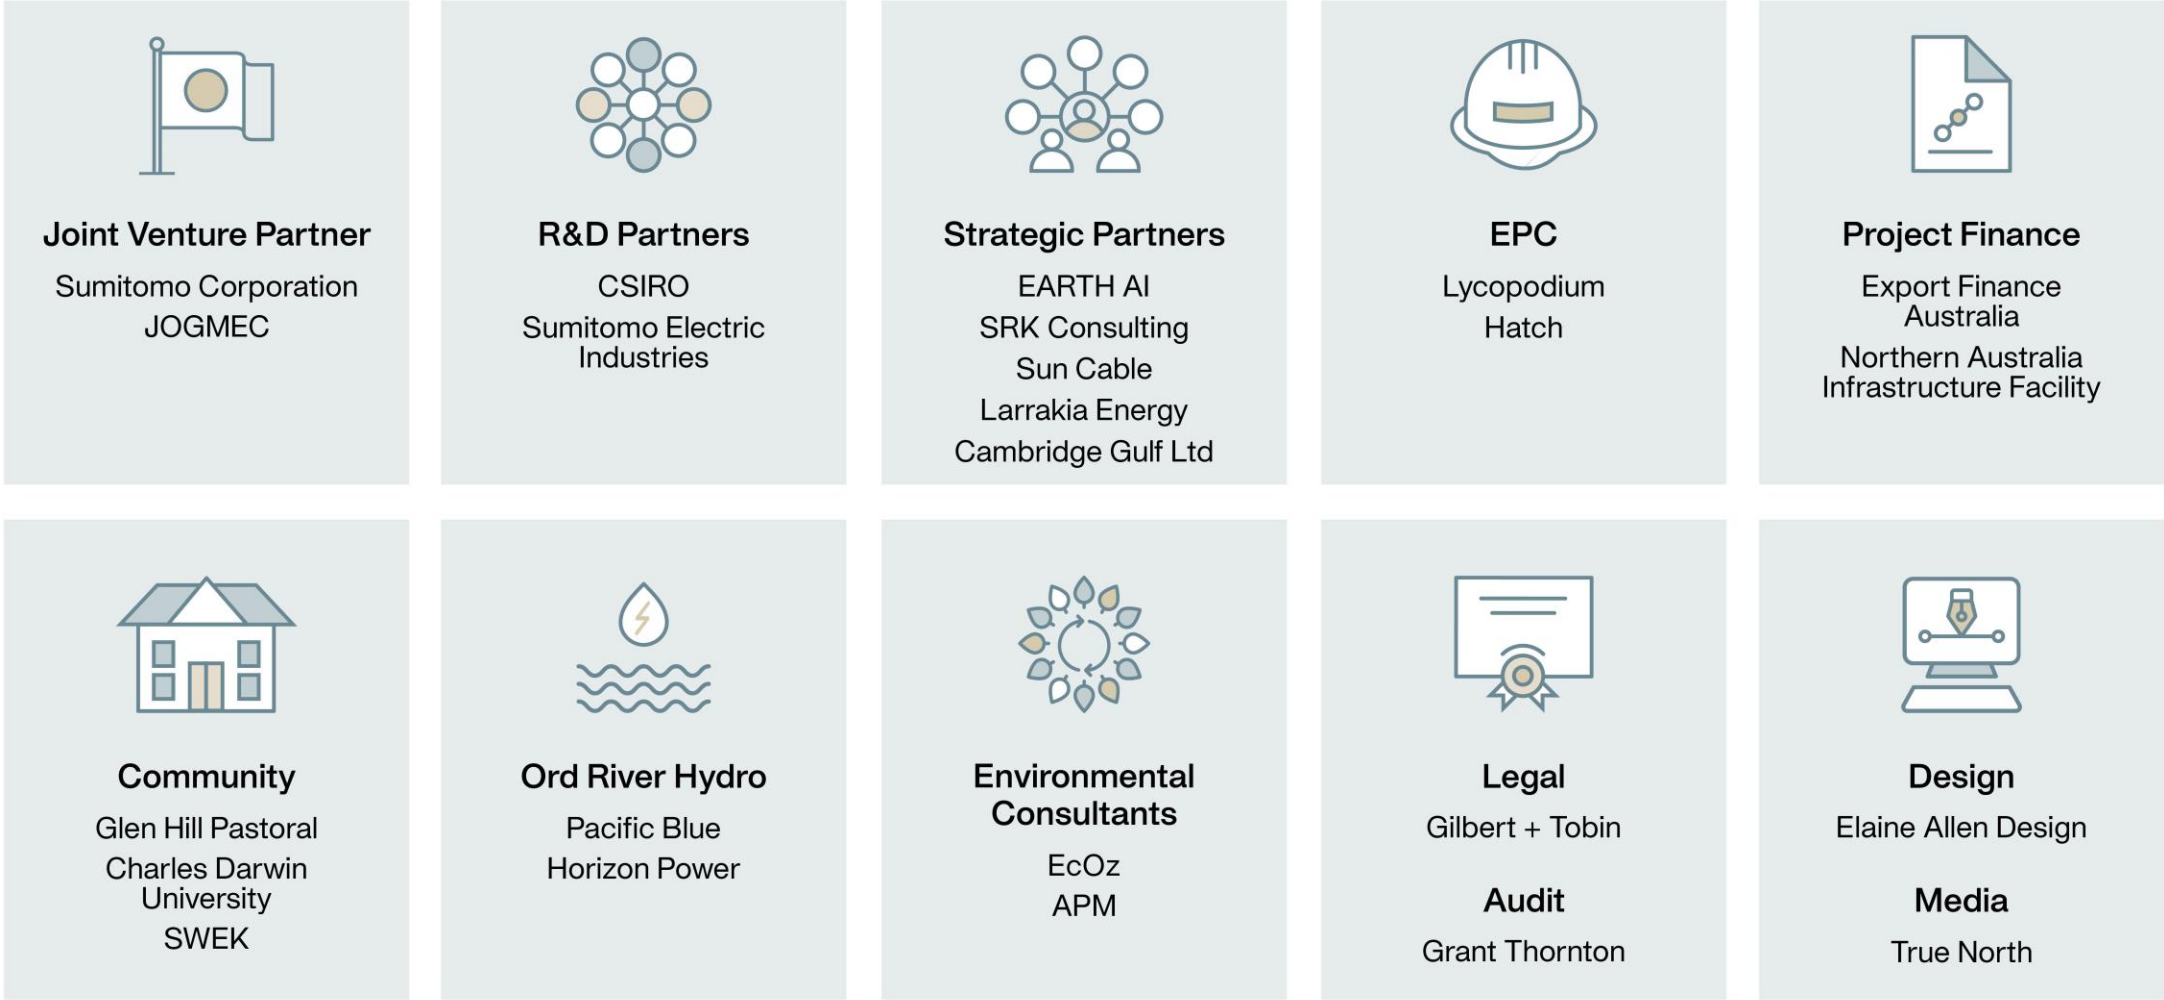 Joint Venture Partner
Sumitomo Corporation
JOGMEC
R&D Partners
CSIRO
Sumitomo Electric
Industries
Strategic Partners
EARTH AI
SRK Consulting
Sun Cable
Larrakia Energy
Cambridge Gulf Ltd
EPC
Lycopodium
Hatch
Project Finance
Export Finance
Australia
Northern Australia
Infrastructure Facility
Community
Glen Hill Pastoral
Charles Darwin
University
SWEK
Ord River Hydro
Pacific Blue
Horizon Power
Environmental
Consultants
EcOz
APM
Legal
Gilbert + Tobin
Audit
Grant Thornton
Design
Elaine Allen Design
Media
True North